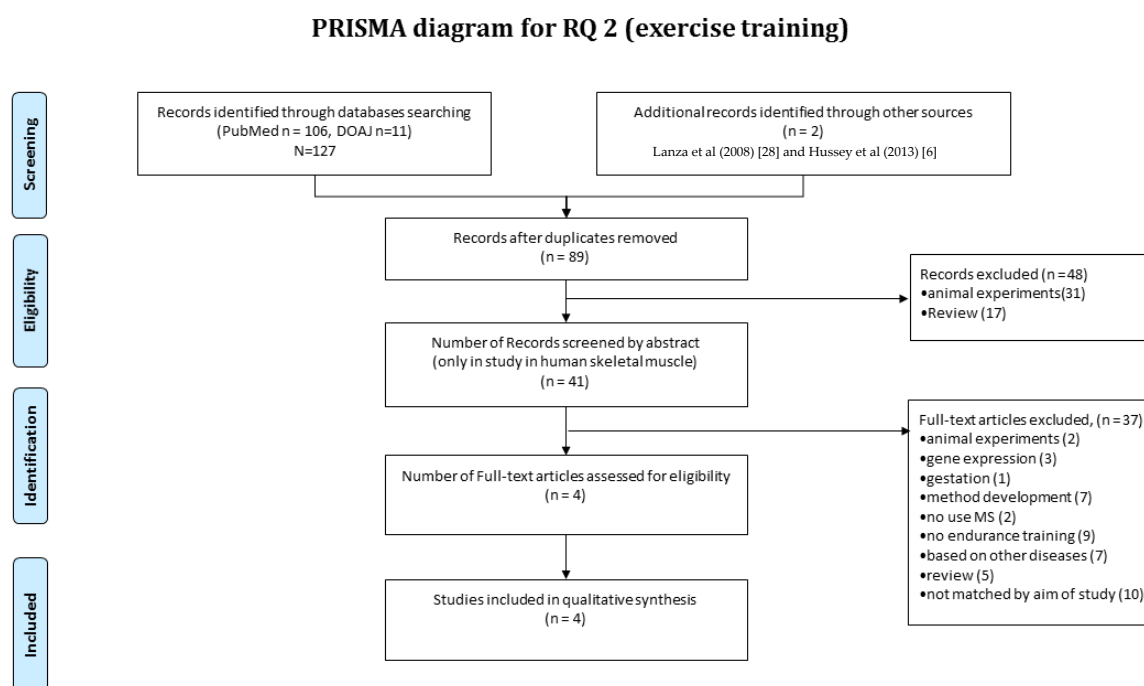 PRISMA diagram for RQ 2 (exercise training)
Screening
Records identified through databases searching
(PubMed n = 106, DOAJ n=11)
N=127
Additional records identified through other sources
(n = 2)
Lanza et al (2008) [28] and Hussey et al (2013) [6]
Records after duplicates removed
(n = 89)
Eligibility
Records excluded (n = 48)
•animal experiments(31)
•Review (17)
Number of Records screened by abstract
(only in study in human skeletal muscle)
(n = 41)
Identification
Full-text articles excluded, (n = 37)
•animal experiments (2)
•gene expression (3)
•gestation (1)
•method development (7)
•no use MS (2)
•no endurance training (9)
•based on other diseases (7)
•review (5)
•not matched by aim of study (10)
Number of Full-text articles assessed for eligibility
(n = 4)
Included
Studies included in qualitative synthesis
(n = 4)